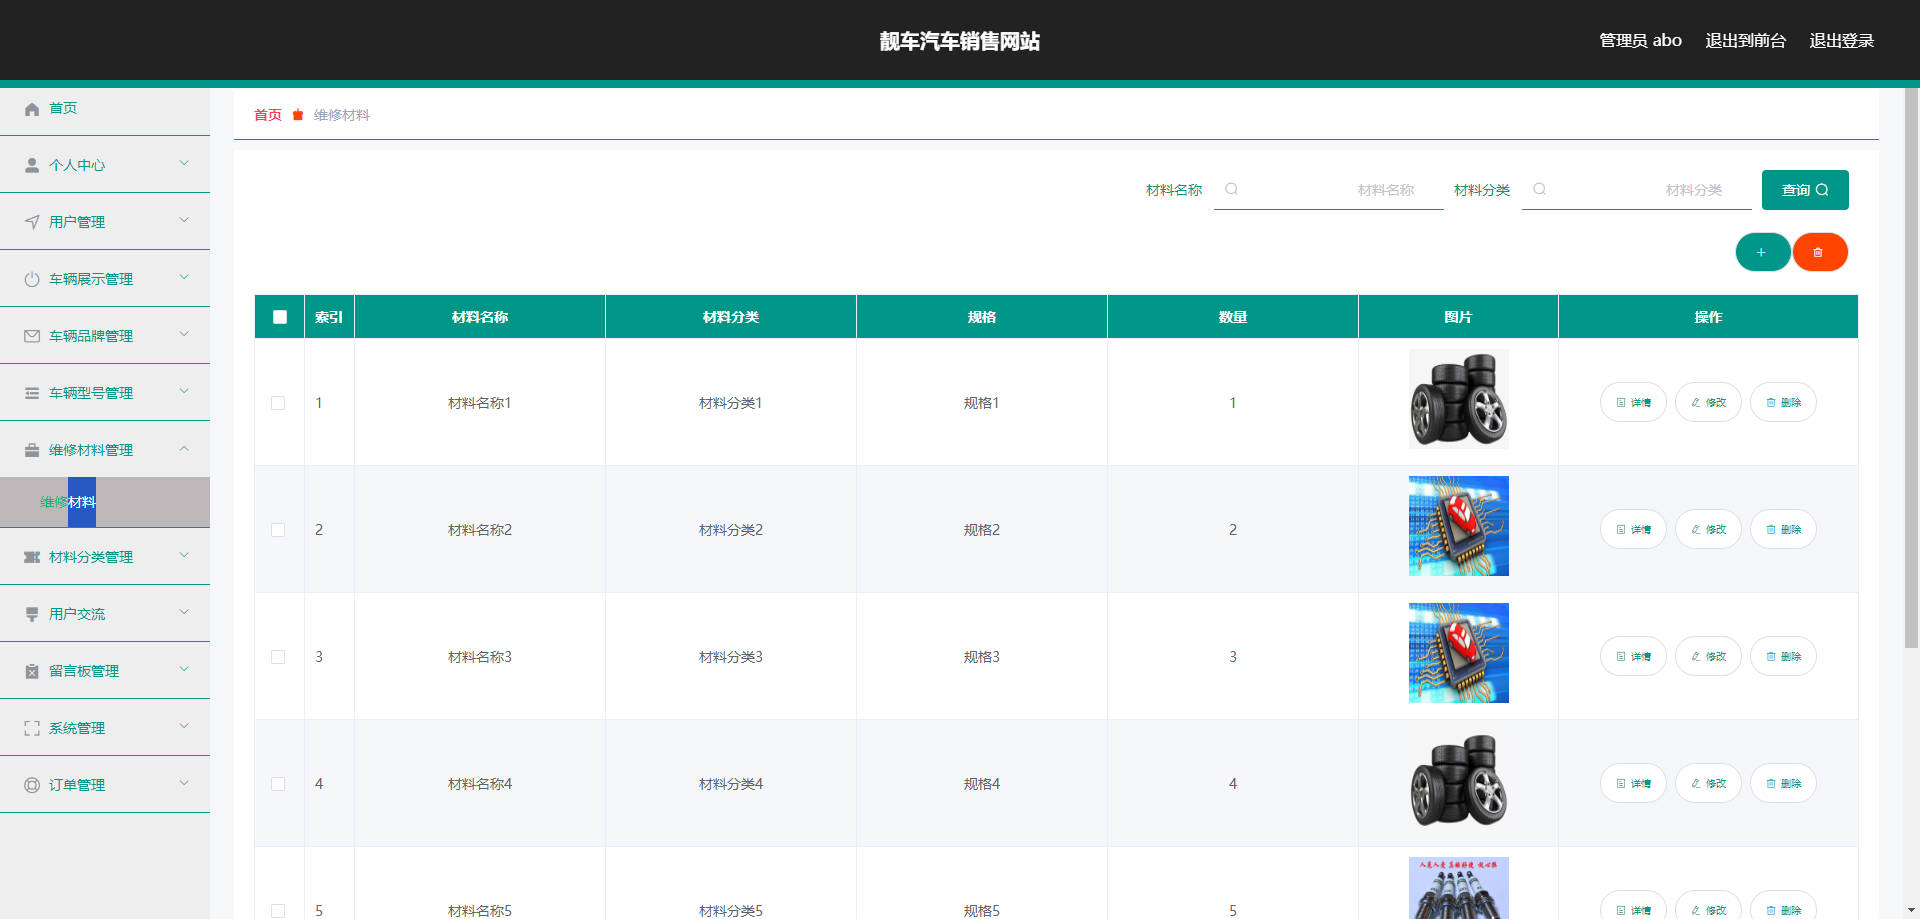 靓车汽车销售网站
管理员 abo 退出到前台 退出登录
首页
个人中心
用户管理
车辆展示管理
车辆品牌管理
车辆型号管理
维修材料管理
维修材料
材料分类管理
用户交流
留言板管理
系统管理
订单管理
首页 维修材料
材料名称 材料名称 材料分类 材料分类 查询
索引 材料名称 材料分类 规格 数量 图片 操作
1 材料名称1 材料分类1 规格1 1 详情 修改 删除
2 材料名称2 材料分类2 规格2 2 详情 修改 删除
3 材料名称3 材料分类3 规格3 3 详情 修改 删除
4 材料名称4 材料分类4 规格4 4 详情 修改 删除
5 材料名称5 材料分类5 规格5 5 详情 修改 删除